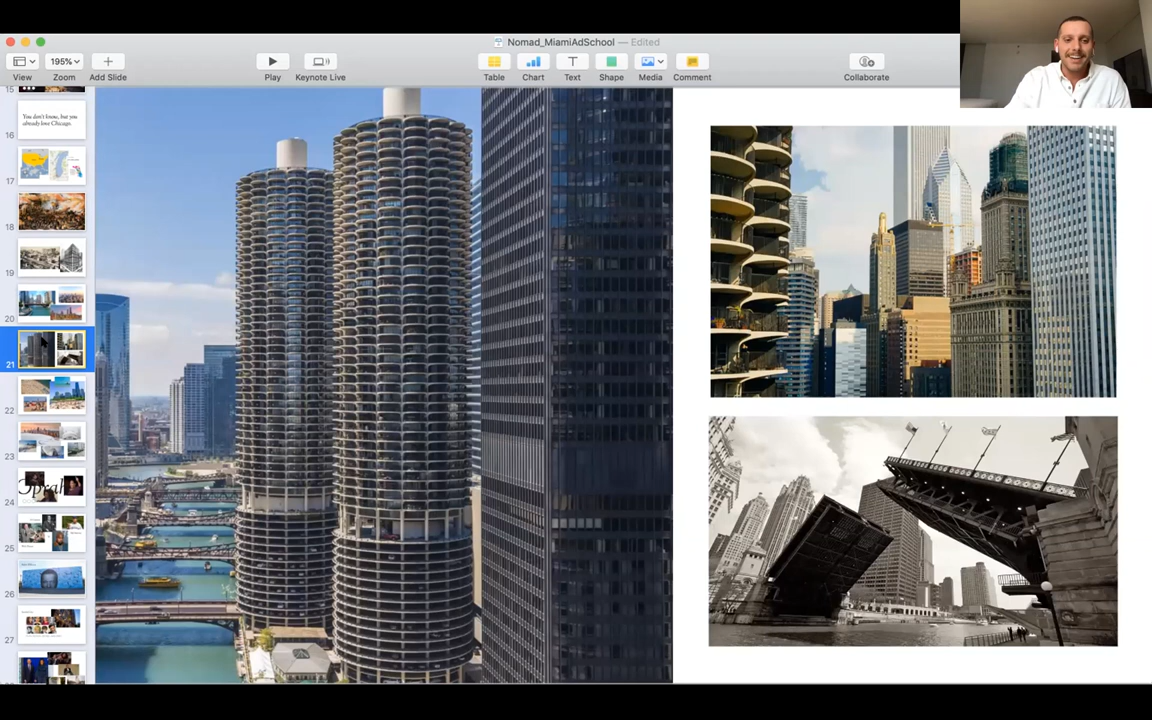 Nomad_MiamiAdSchool — Edited
195%
View
Zoom
Add Slide
Play
Keynote Live
Table
Chart
Text
Shape
Media
Comment
Collaborate
15
16
You don't know, but you
already love Chicago.
17
18
19
20
21
22
23
24
Oprah
25
26
27